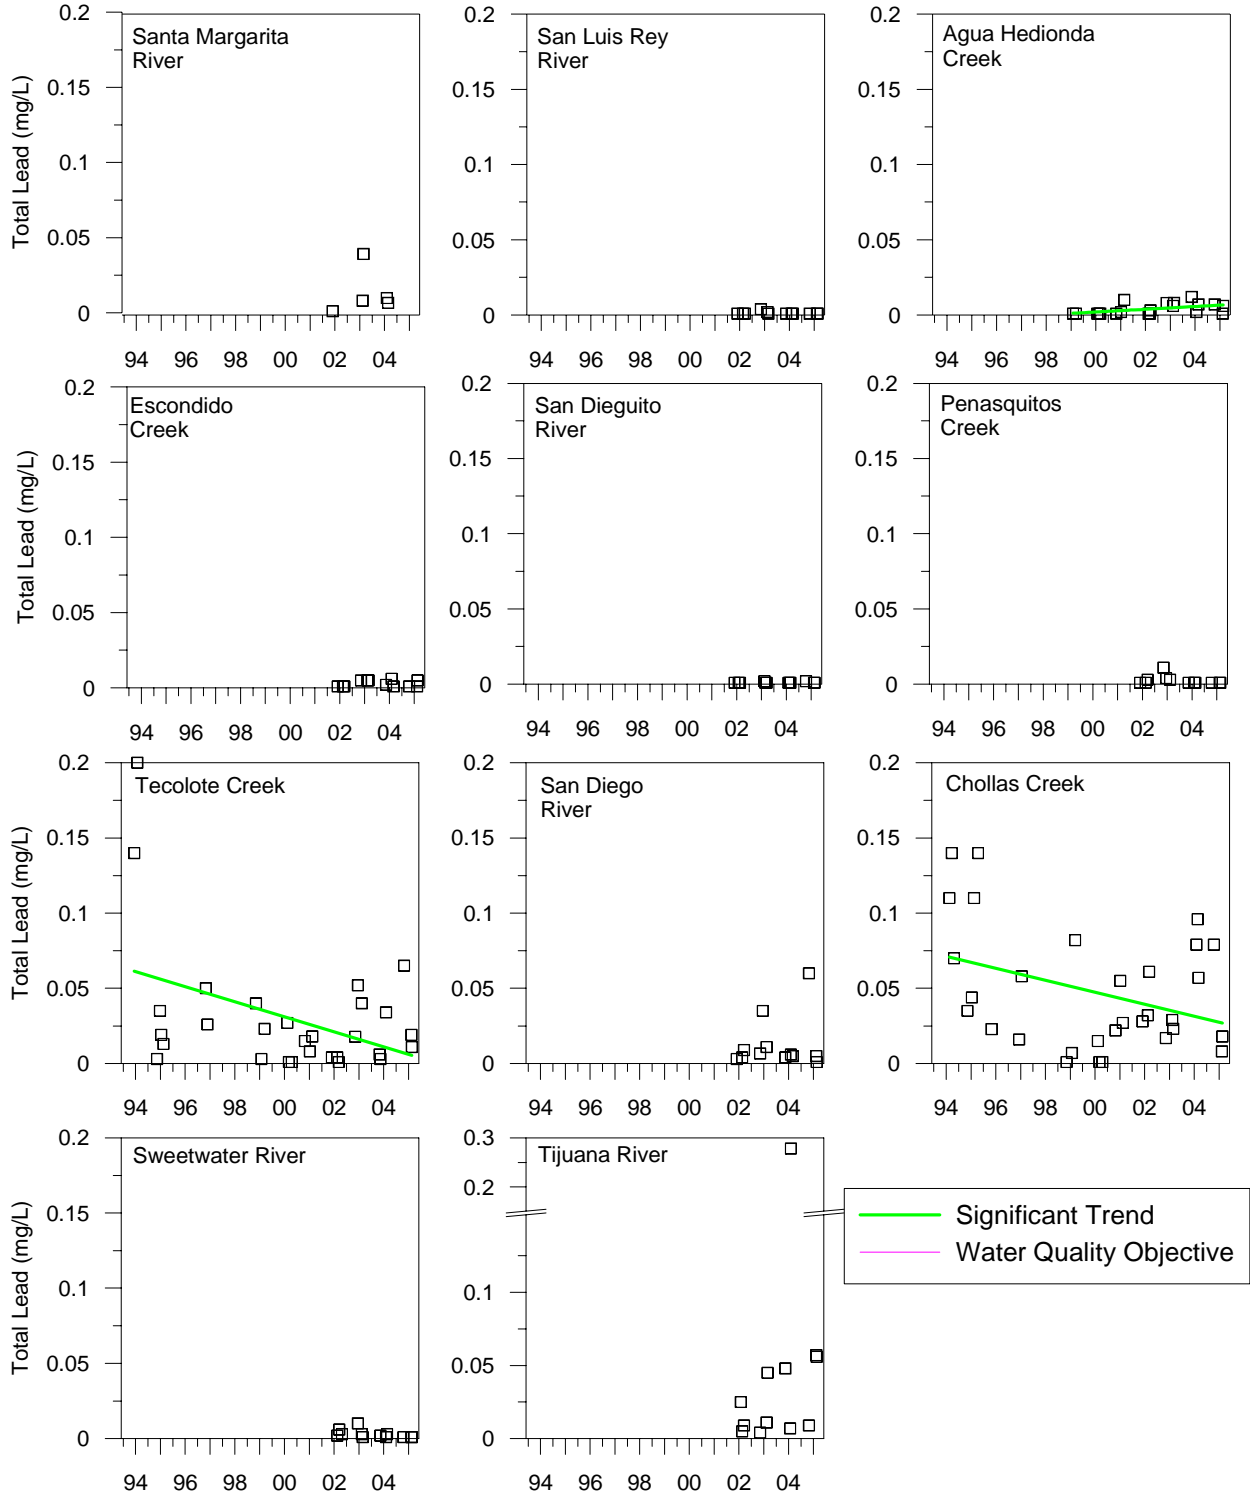 Total Lead (mg/L)
0.2
0.15
0.1
0.05
0
Santa Margarita
River
94 96 98 00 02 04
0.2
0.15
0.1
0.05
0
San Luis Rey
River
94 96 98 00 02 04
0.2
0.15
0.1
0.05
0
Agua Hedionda
Creek
94 96 98 00 02 04
Total Lead (mg/L)
0.2
0.15
0.1
0.05
0
Escondido
Creek
94 96 98 00 02 04
0.2
0.15
0.1
0.05
0
San Dieguito
River
94 96 98 00 02 04
0.2
0.15
0.1
0.05
0
Penasquitos
Creek
94 96 98 00 02 04
Total Lead (mg/L)
0.2
0.15
0.1
0.05
0
Tecolote Creek
94 96 98 00 02 04
0.2
0.15
0.1
0.05
0
San Diego
River
94 96 98 00 02 04
0.2
0.15
0.1
0.05
0
Chollas Creek
94 96 98 00 02 04
Total Lead (mg/L)
0.2
0.15
0.1
0.05
0
Sweetwater River
94 96 98 00 02 04
0.3
0.2
0.1
0.05
0
Tijuana River
94 96 98 00 02 04
Significant Trend
Water Quality Objective